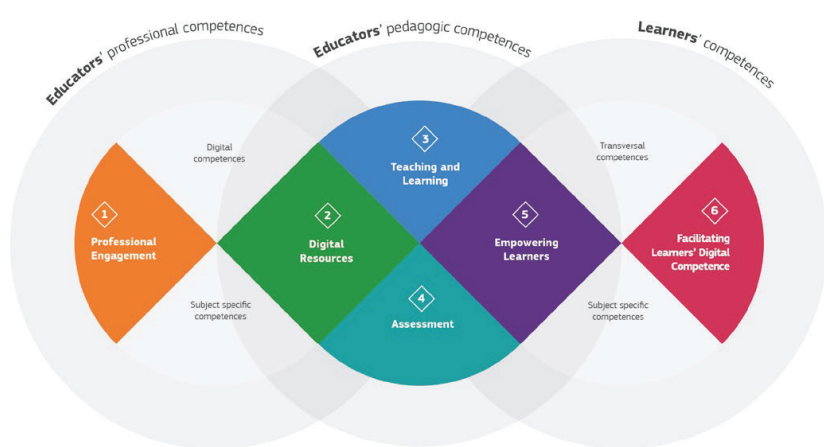 Educators' professional competences
Educators' pedagogic competences
Learners' competences
Digital
competences
Transversal
competences
1
Professional
Engagement
2
Digital
Resources
3
Teaching and
Learning
4
Assessment
5
Empowering
Learners
6
Facilitating
Learners' Digital
Competence
Subject specific
competences
Subject specific
competences